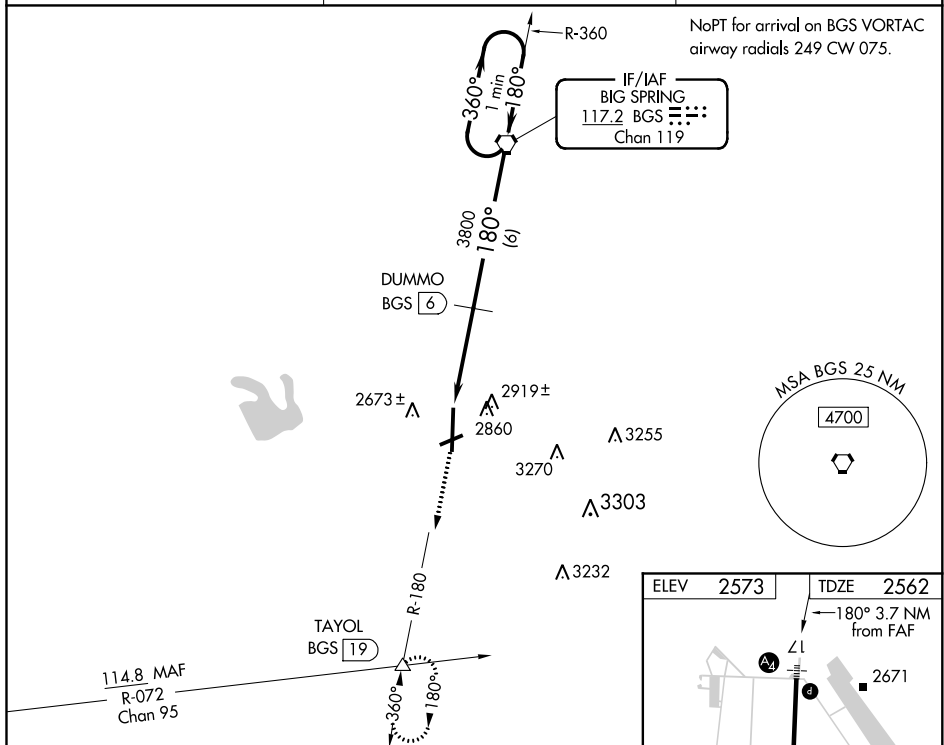 NoPT for arrival on BGS VORTAC
airway radials 249 CW 075.
R-360
360°
1 min
180°
IF/IAF
BIG SPRING
117.2 BGS
Chan 119
3800
180°
(6)
DUMMO
BGS 6
2673±
2919±
2860
3255
3270
3303
3232
MSA BGS 25 NM
4700
R-180
TAYOL
BGS 19
114.8 MAF
R-072
Chan 95
360°
180°
ELEV 2573
TDZE 2562
180° 3.7 NM
from FAF
17
A4
P
2671